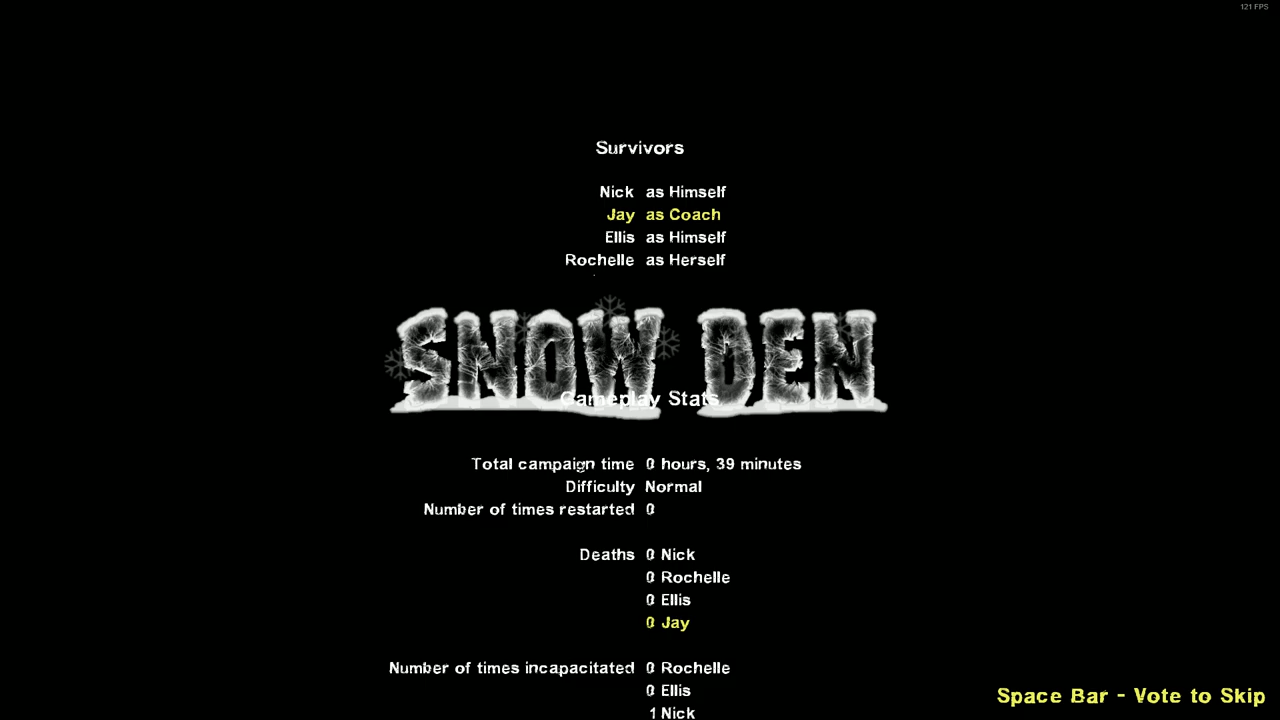 121 FPS
Survivors
Nick as Himself
Jay as Coach
Ellis as Himself
Rochelle as Herself
SNOW DEN
Gameplay Stats
Total campaign time 0 hours, 39 minutes
Difficulty Normal
Number of times restarted 0
Deaths 0 Nick
0 Rochelle
0 Ellis
0 Jay
Number of times incapacitated 0 Rochelle
0 Ellis
1 Nick
Space Bar - Vote to Skip